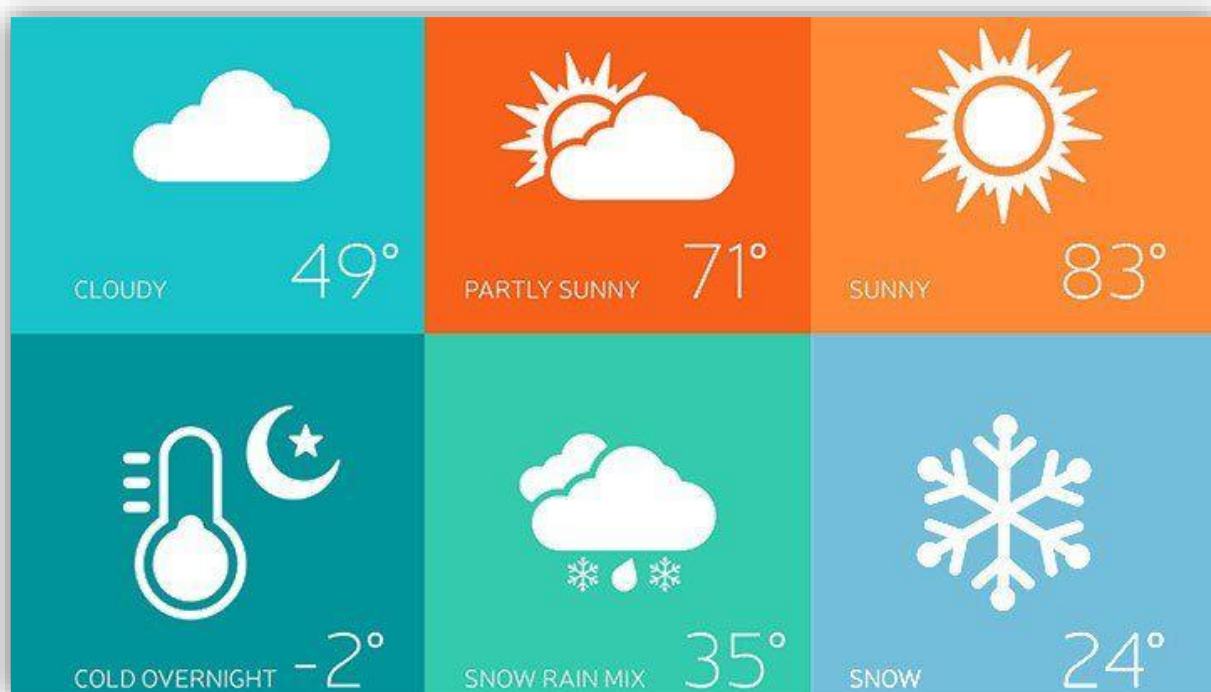 CLOUDY 49°
PARTLY SUNNY 71°
SUNNY 83°
COLD OVERNIGHT -2°
SNOW RAIN MIX 35°
SNOW 24°